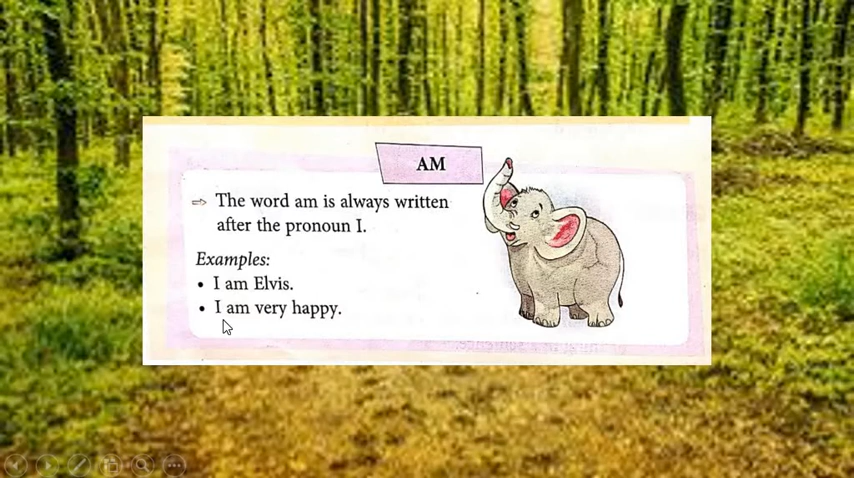 AM
⇨ The word am is always written
after the pronoun I.
Examples:
• I am Elvis.
• I am very happy.